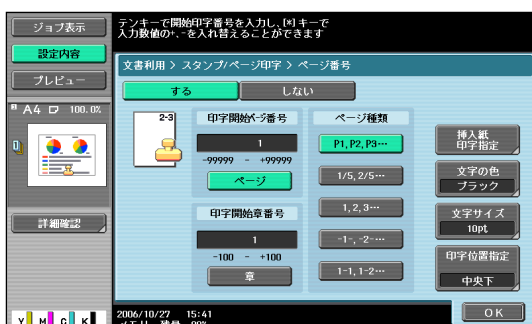 ジョブ表示
設定内容
プレビュー
A4 100.0%
詳細確認
Y M C K
テンキーで開始印字番号を入力し、[*]キーで
入力数値の+、-を入れ替えることができます
文書利用 > スタンプ/ページ印字 > ページ番号
する
しない
2-3
印字開始ページ番号
1
-99999 - +99999
ページ
印字開始章番号
1
-100 - +100
章
ページ種類
P1,P2,P3…
1/5,2/5…
1,2,3…
-1-,-2-…
1-1,1-2…
挿入紙
印字指定
文字の色
ブラック
文字サイズ
10pt
印字位置指定
中央下
2006/10/27 15:41
メモリー残量 99%
OK